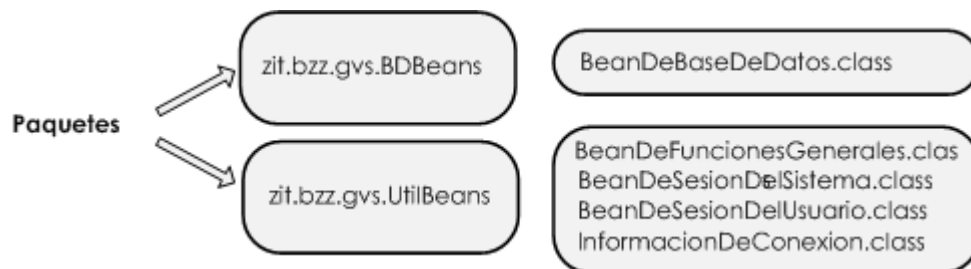 zit.bzz.gvs.BDBeans
BeanDeBaseDeDatos.class
Paquetes
zit.bzz.gvs.UtilBeans
BeanDeFuncionesGenerales.clas
BeanDeSesionDelSistema.class
BeanDeSesionDelUsuario.class
InformacionDeConexion.class